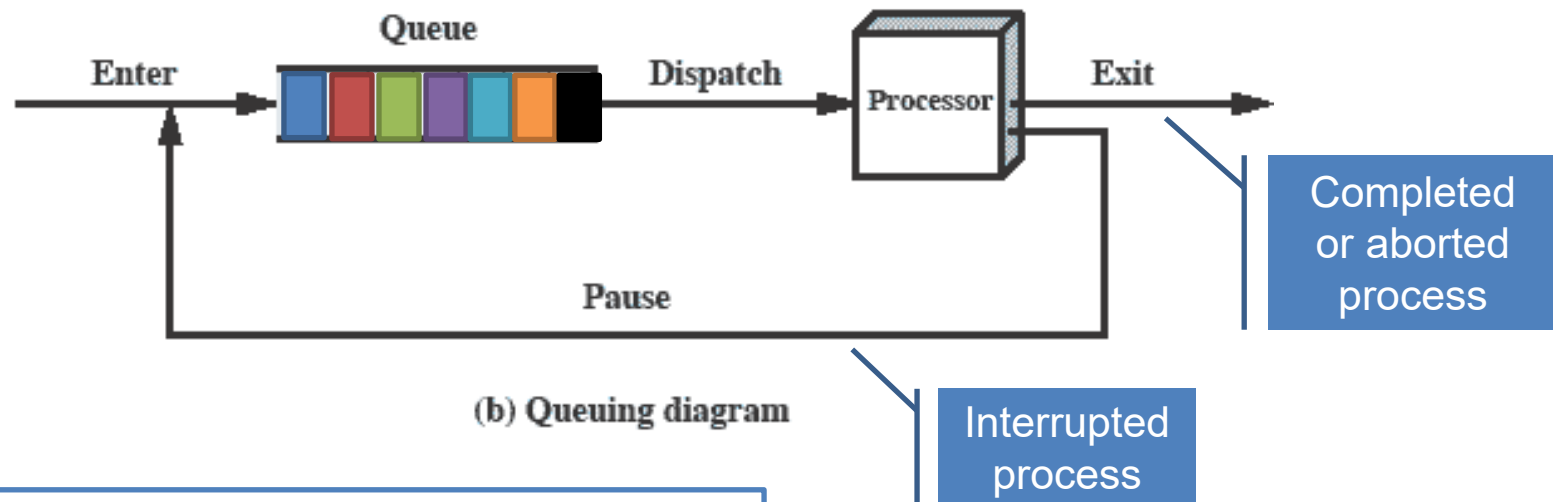 Queue
Enter
Dispatch
Processor
Exit
Completed
or aborted
process
Pause
(b) Queuing diagram
Interrupted
process